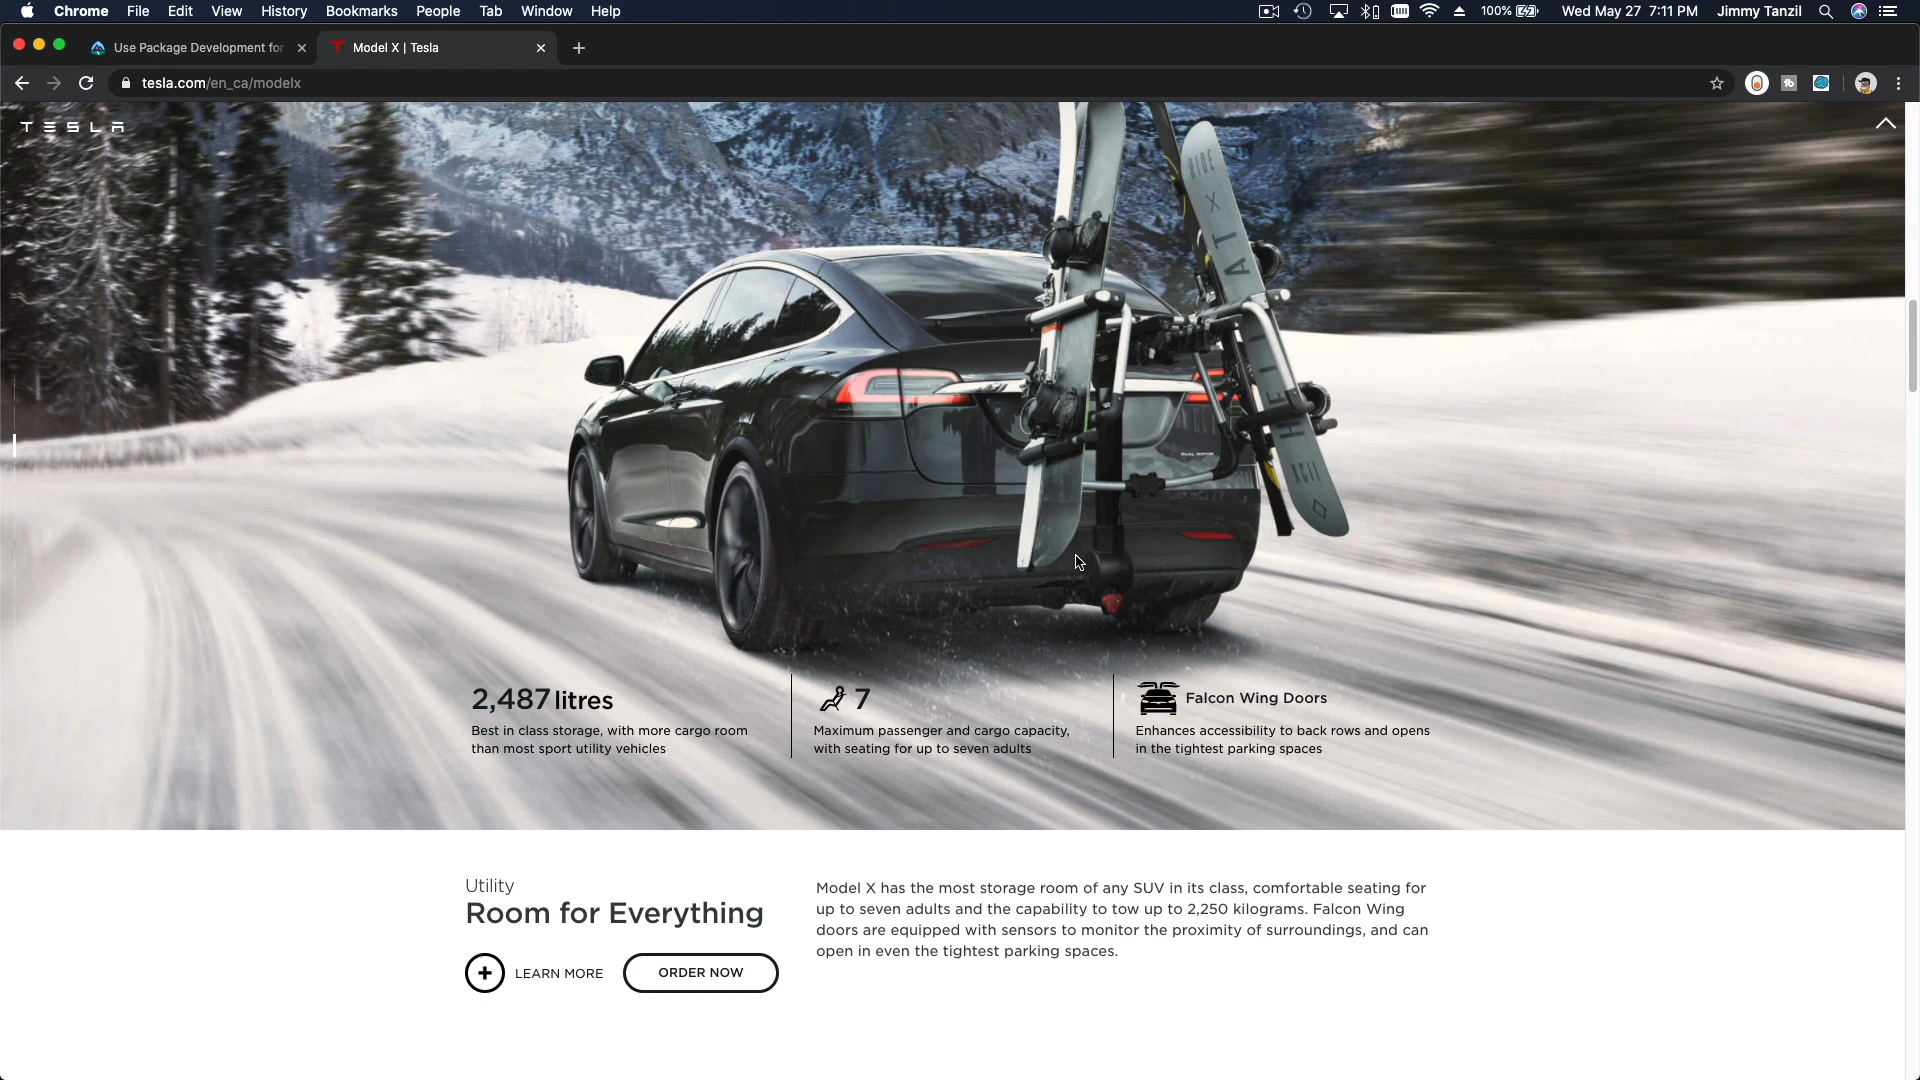 Chrome File Edit View History Bookmarks People Tab Window Help 100% Wed May 27 7:11 PM Jimmy Tanzil
Use Package Development for
Model X | Tesla
tesla.com/en_ca/modelx
TESLA
RIDE
DUAL MOTOR
2,487 litres
Best in class storage, with more cargo room
than most sport utility vehicles
7
Maximum passenger and cargo capacity,
with seating for up to seven adults
Falcon Wing Doors
Enhances accessibility to back rows and opens
in the tightest parking spaces
Utility
Room for Everything
LEARN MORE
ORDER NOW
Model X has the most storage room of any SUV in its class, comfortable seating for
up to seven adults and the capability to tow up to 2,250 kilograms. Falcon Wing
doors are equipped with sensors to monitor the proximity of surroundings, and can
open in even the tightest parking spaces.